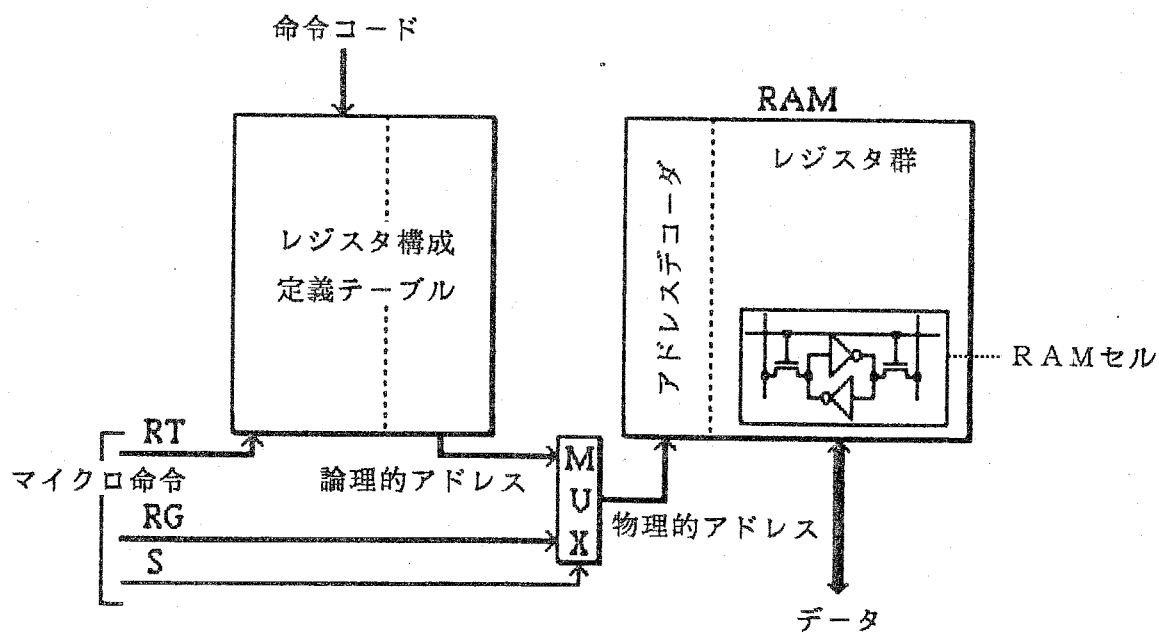 命令コード
RAM
レジスタ群
アドレスデコーダ
レジスタ構成
定義テーブル
RAMセル
RT
マイクロ命令
論理的アドレス
MUX
RG
物理的アドレス
S
データ